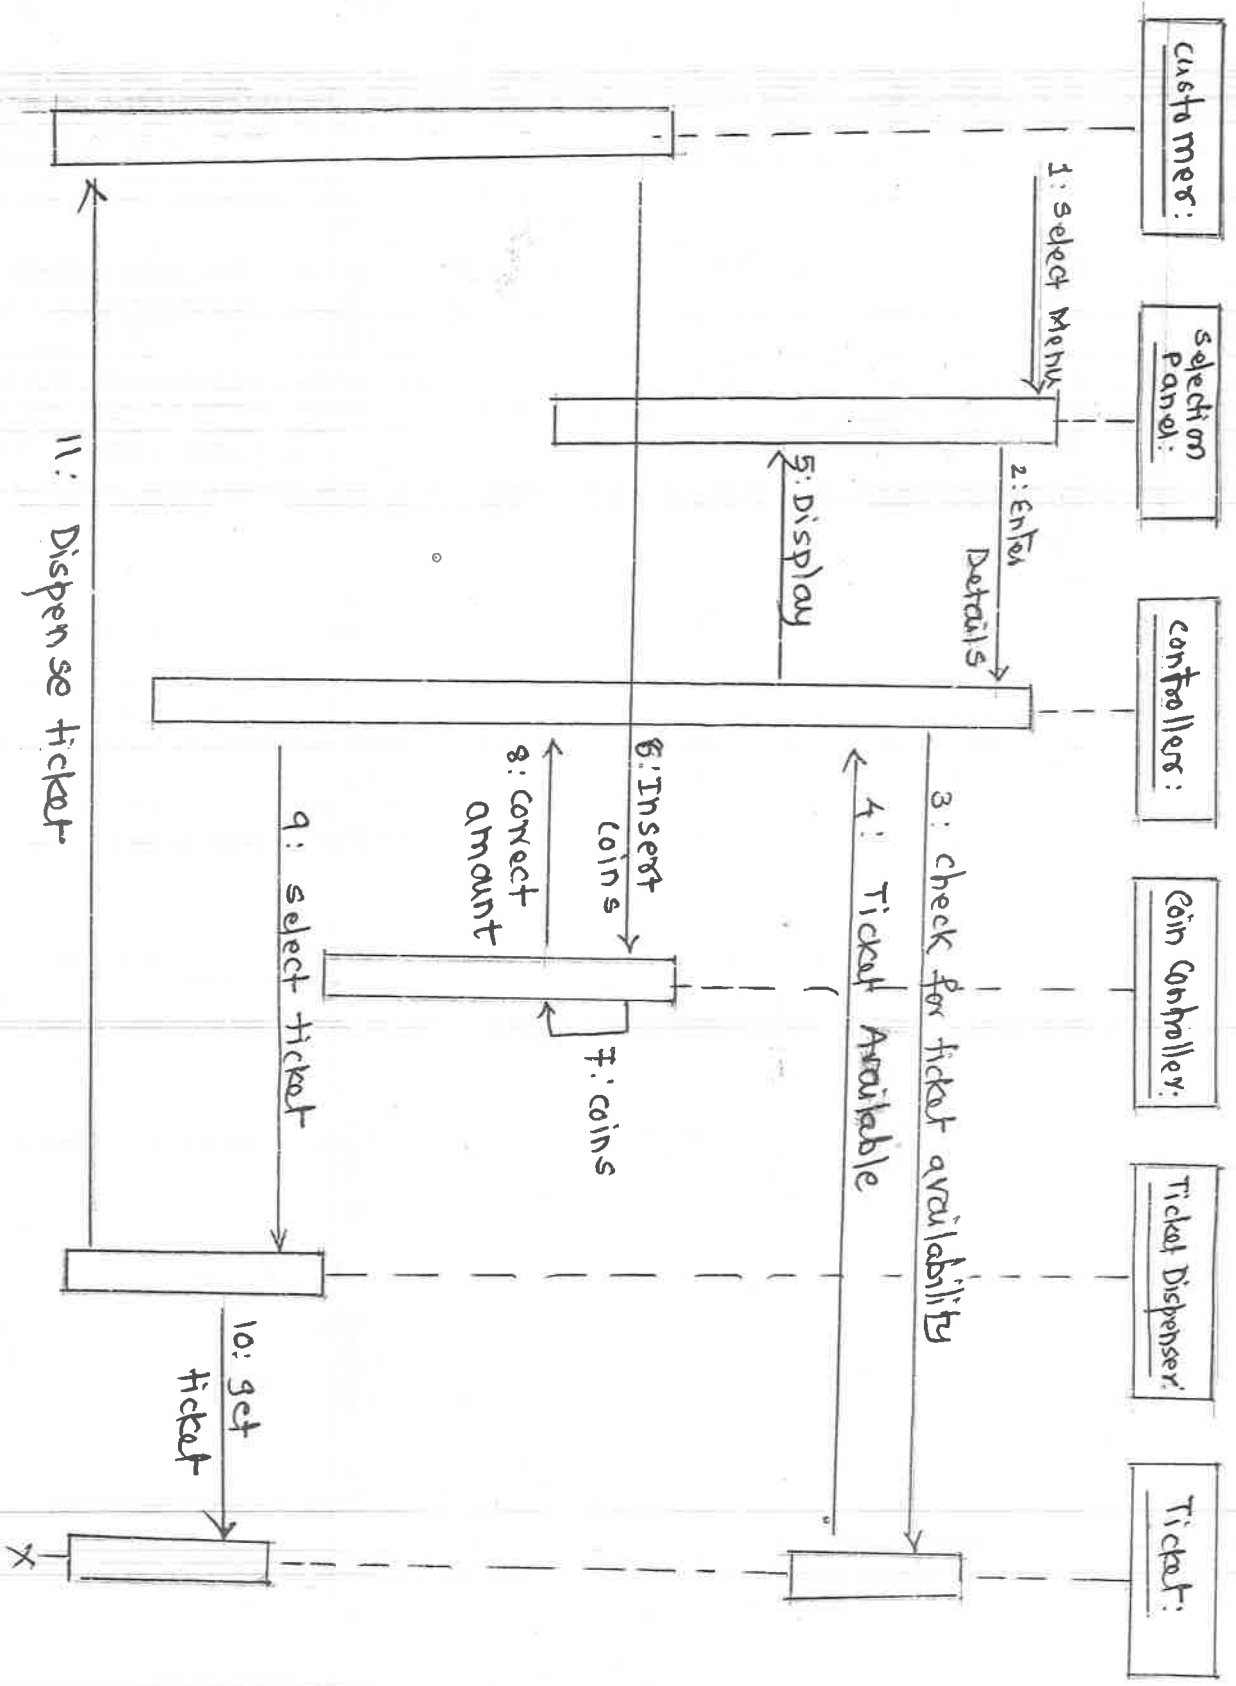 customer:
selection
panel:
controller:
Coin Controller:
Ticket Dispenser:
Ticket:
1: select Menu
2: Enter
Details
3: check for ticket availability
4: Ticket Available
5: Display
6: Insert
coins
7: coins
8: correct
amount
9: select ticket
10: get
ticket
11: Dispense ticket
X